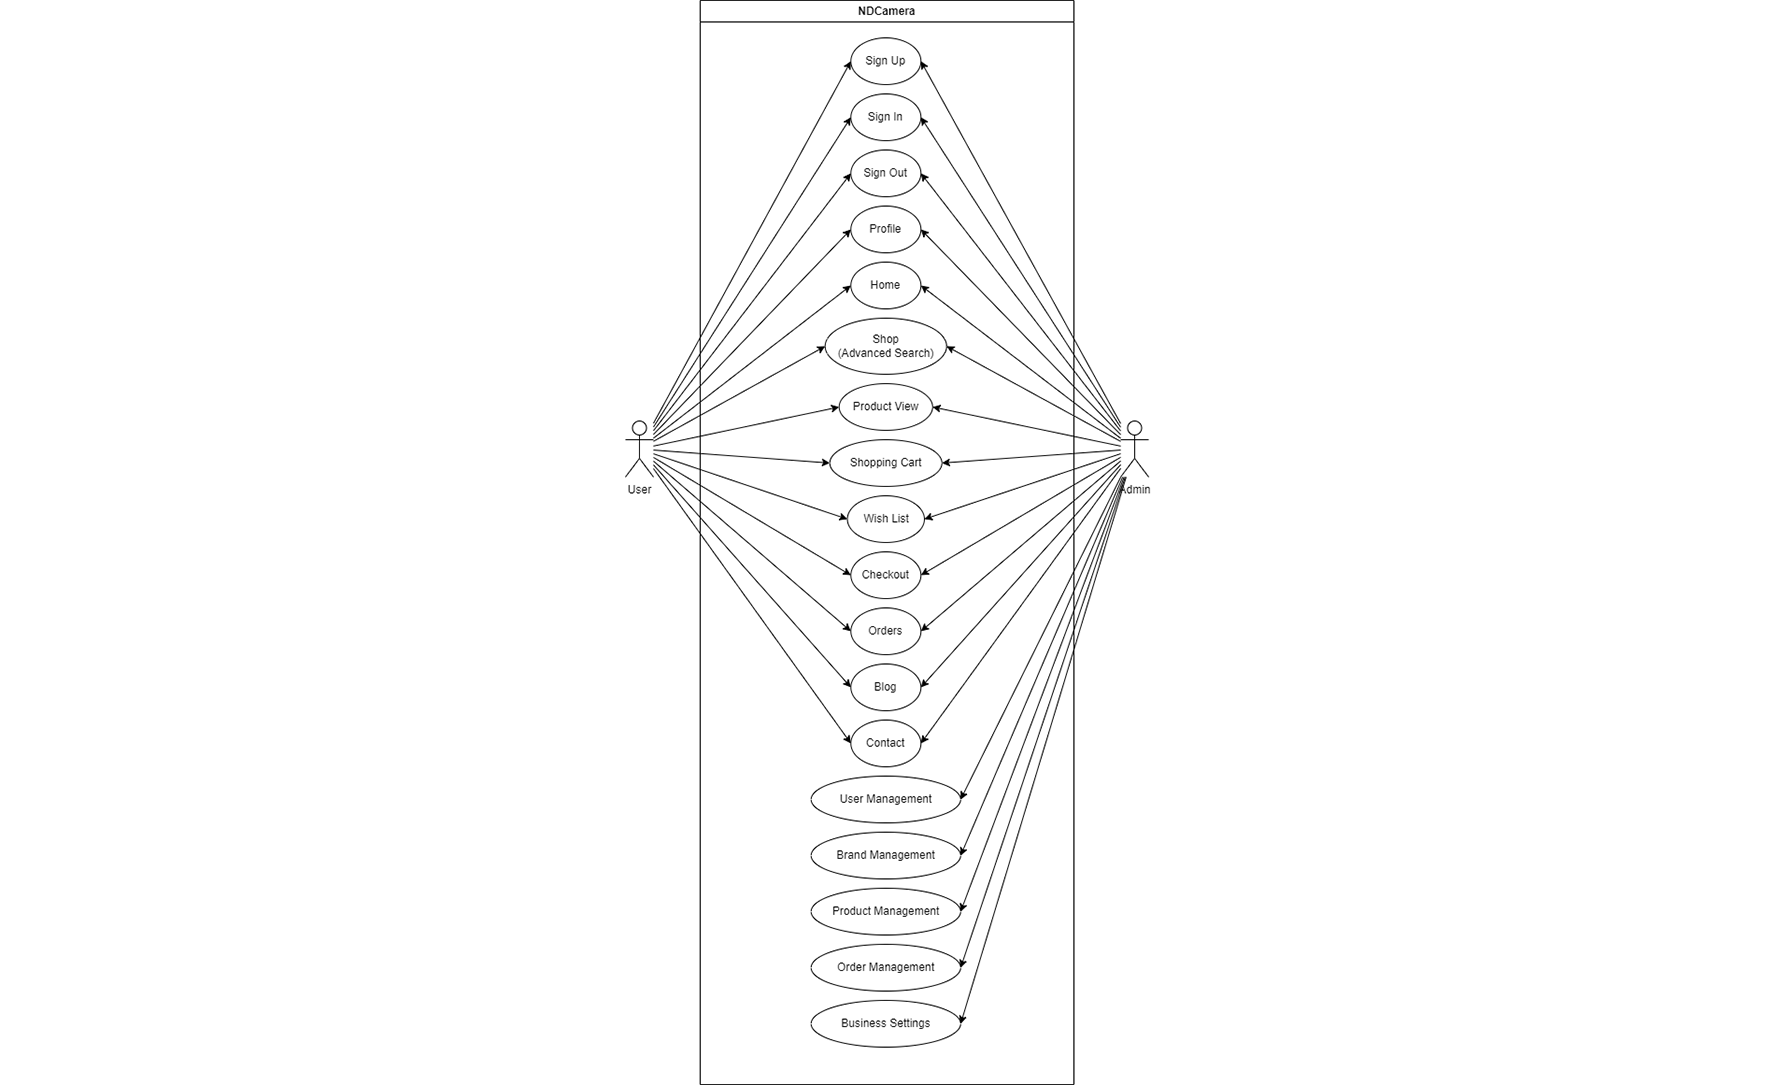 NDCamera
Sign Up
Sign In
Sign Out
Profile
Home
Shop
(Advanced Search)
Product View
Shopping Cart
User
Admin
Wish List
Checkout
Orders
Blog
Contact
User Management
Brand Management
Product Management
Order Management
Business Settings